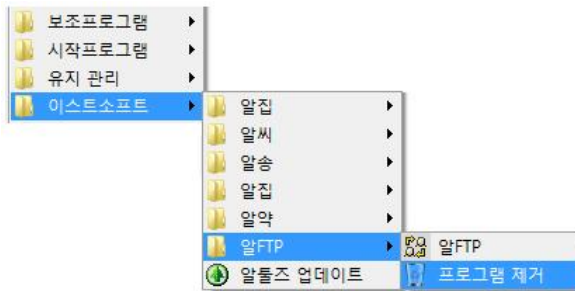 보조프로그램
시작프로그램
유지 관리
이스트소프트
알집
알씨
알송
알집
알약
알FTP
알툴즈 업데이트
알FTP
프로그램 제거